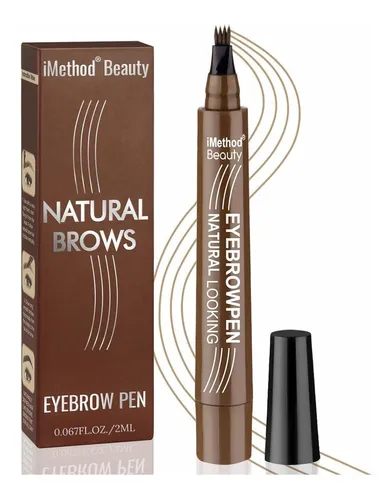 iMethod® Beauty
NATURAL
BROWS
EYEBROW PEN
0.067FL.OZ./2ML
iMethod®
Beauty
EYEBROWPEN
NATURAL LOOKING